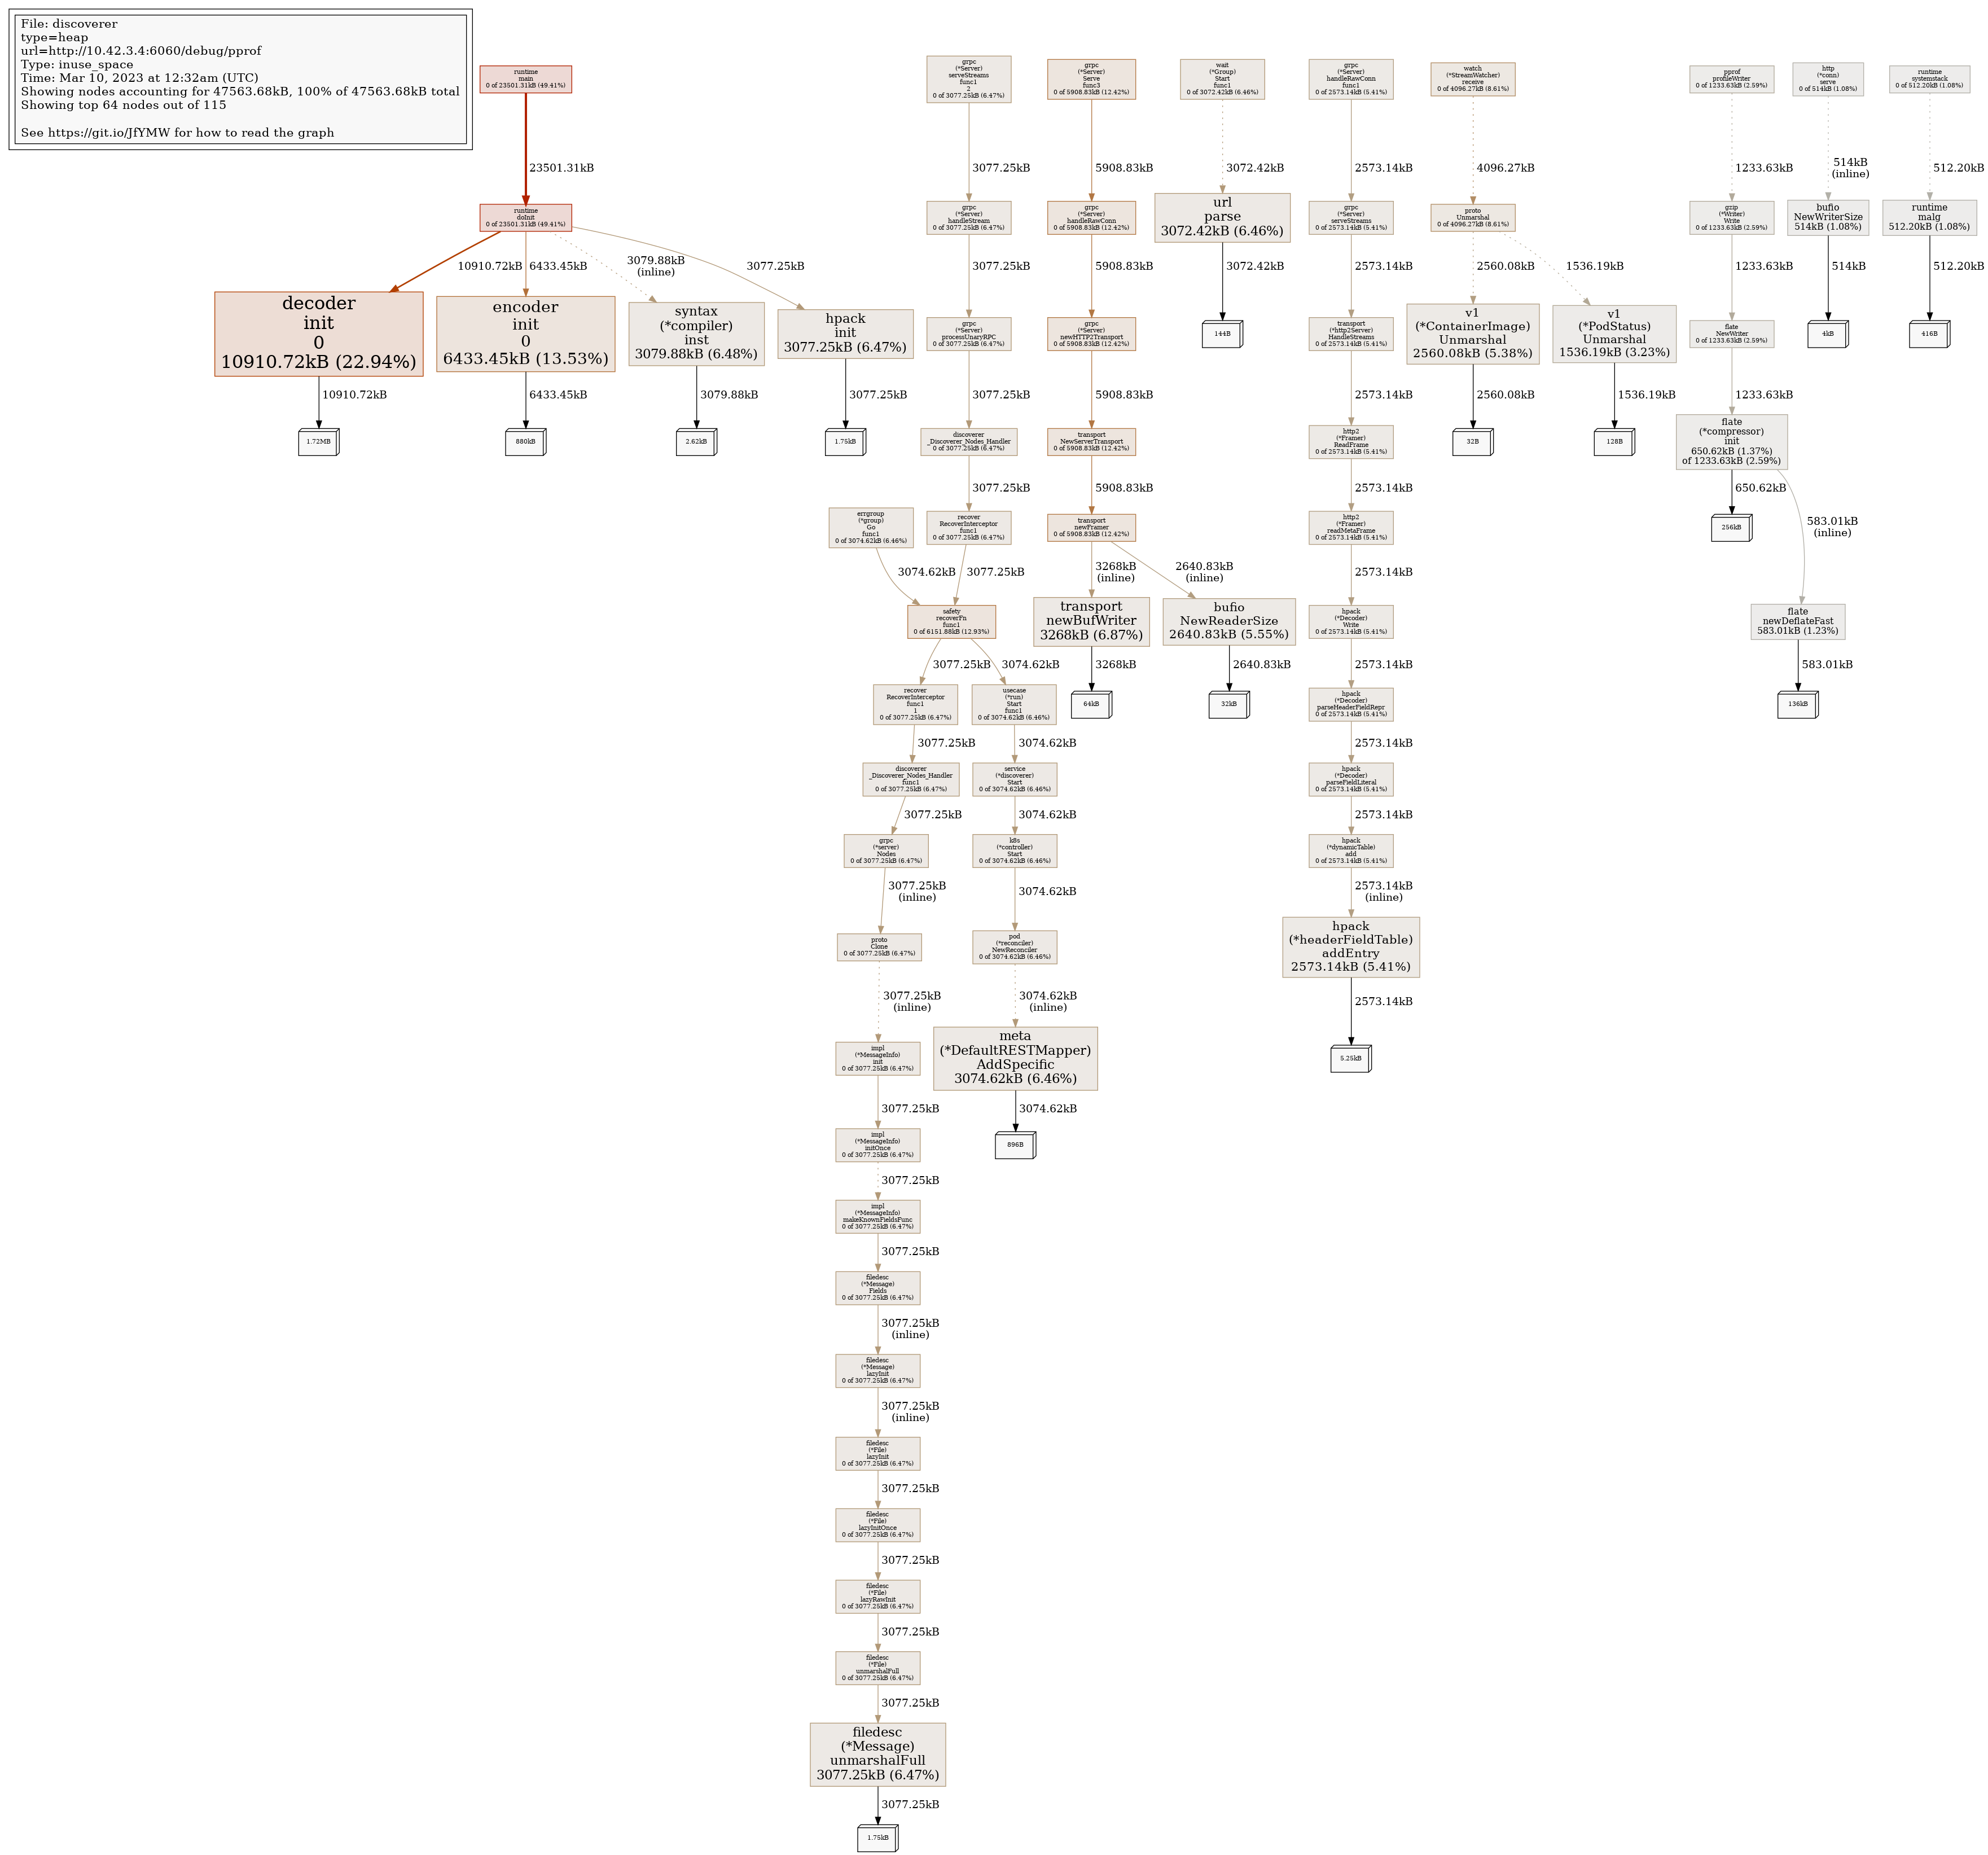 File: discoverer
type=heap
url=http://10.42.3.4:6060/debug/pprof
Type: inuse_space
Time: Mar 10, 2023 at 12:32am (UTC)
Showing nodes accounting for 47563.68kB, 100% of 47563.68kB total
Showing top 64 nodes out of 115
See https://git.io/JfYMW for how to read the graph
runtime
main
0 of 23501.31kB (49.41%)
23501.31kB
runtime
doInit
0 of 23501.31kB (49.41%)
10910.72kB
6433.45kB
3079.88kB
(inline)
3077.25kB
decoder
init
0
10910.72kB (22.94%)
10910.72kB
1.72MB
encoder
init
0
6433.45kB (13.53%)
6433.45kB
880kB
syntax
(*compiler)
inst
3079.88kB (6.48%)
3079.88kB
2.62kB
hpack
init
3077.25kB (6.47%)
3077.25kB
1.75kB
grpc
(*Server)
serveStreams
func1
2
0 of 3077.25kB (6.47%)
3077.25kB
grpc
(*Server)
handleStream
0 of 3077.25kB (6.47%)
3077.25kB
grpc
(*Server)
processUnaryRPC
0 of 3077.25kB (6.47%)
3077.25kB
discoverer
_Discoverer_Nodes_Handler
0 of 3077.25kB (6.47%)
3077.25kB
errgroup
(*group)
Go
func1
0 of 3074.62kB (6.46%)
3074.62kB
recover
RecoverInterceptor
func1
0 of 3077.25kB (6.47%)
3077.25kB
safety
recoverFn
func1
0 of 6151.88kB (12.93%)
3077.25kB
3074.62kB
recover
RecoverInterceptor
func1
1
0 of 3077.25kB (6.47%)
3077.25kB
discoverer
_Discoverer_Nodes_Handler
func1
0 of 3077.25kB (6.47%)
3077.25kB
grpc
(*server)
Nodes
0 of 3077.25kB (6.47%)
3077.25kB
(inline)
proto
Clone
0 of 3077.25kB (6.47%)
3077.25kB
(inline)
impl
(*MessageInfo)
init
0 of 3077.25kB (6.47%)
3077.25kB
impl
(*MessageInfo)
initOnce
0 of 3077.25kB (6.47%)
3077.25kB
impl
(*MessageInfo)
makeKnownFieldsFunc
0 of 3077.25kB (6.47%)
3077.25kB
filedesc
(*Message)
Fields
0 of 3077.25kB (6.47%)
3077.25kB
(inline)
filedesc
(*Message)
lazyInit
0 of 3077.25kB (6.47%)
3077.25kB
(inline)
filedesc
(*File)
lazyInit
0 of 3077.25kB (6.47%)
3077.25kB
filedesc
(*File)
lazyInitOnce
0 of 3077.25kB (6.47%)
3077.25kB
filedesc
(*File)
lazyRawInit
0 of 3077.25kB (6.47%)
3077.25kB
filedesc
(*File)
unmarshalFull
0 of 3077.25kB (6.47%)
3077.25kB
filedesc
(*Message)
unmarshalFull
3077.25kB (6.47%)
3077.25kB
1.75kB
usecase
(*run)
Start
func1
0 of 3074.62kB (6.46%)
3074.62kB
service
(*discoverer)
Start
0 of 3074.62kB (6.46%)
3074.62kB
k8s
(*controller)
Start
0 of 3074.62kB (6.46%)
3074.62kB
pod
(*reconciler)
NewReconciler
0 of 3074.62kB (6.46%)
3074.62kB
(inline)
meta
(*DefaultRESTMapper)
AddSpecific
3074.62kB (6.46%)
3074.62kB
896B
grpc
(*Server)
Serve
func3
0 of 5908.83kB (12.42%)
5908.83kB
grpc
(*Server)
handleRawConn
0 of 5908.83kB (12.42%)
5908.83kB
grpc
(*Server)
newHTTP2Transport
0 of 5908.83kB (12.42%)
5908.83kB
transport
NewServerTransport
0 of 5908.83kB (12.42%)
5908.83kB
transport
newFramer
0 of 5908.83kB (12.42%)
3268kB
(inline)
2640.83kB
(inline)
transport
newBufWriter
3268kB (6.87%)
3268kB
64kB
bufio
NewReaderSize
2640.83kB (5.55%)
2640.83kB
32kB
wait
(*Group)
Start
func1
0 of 3072.42kB (6.46%)
3072.42kB
url
parse
3072.42kB (6.46%)
3072.42kB
144B
grpc
(*Server)
handleRawConn
func1
0 of 2573.14kB (5.41%)
2573.14kB
grpc
(*Server)
serveStreams
0 of 2573.14kB (5.41%)
2573.14kB
transport
(*http2Server)
HandleStreams
0 of 2573.14kB (5.41%)
2573.14kB
http2
(*Framer)
ReadFrame
0 of 2573.14kB (5.41%)
2573.14kB
http2
(*Framer)
readMetaFrame
0 of 2573.14kB (5.41%)
2573.14kB
hpack
(*Decoder)
Write
0 of 2573.14kB (5.41%)
2573.14kB
hpack
(*Decoder)
parseHeaderFieldRepr
0 of 2573.14kB (5.41%)
2573.14kB
hpack
(*Decoder)
parseFieldLiteral
0 of 2573.14kB (5.41%)
2573.14kB
hpack
(*dynamicTable)
add
0 of 2573.14kB (5.41%)
2573.14kB
(inline)
hpack
(*headerFieldTable)
addEntry
2573.14kB (5.41%)
2573.14kB
5.25kB
watch
(*StreamWatcher)
receive
0 of 4096.27kB (8.61%)
4096.27kB
proto
Unmarshal
0 of 4096.27kB (8.61%)
2560.08kB
1536.19kB
v1
(*ContainerImage)
Unmarshal
2560.08kB (5.38%)
2560.08kB
32B
v1
(*PodStatus)
Unmarshal
1536.19kB (3.23%)
1536.19kB
128B
pprof
profileWriter
0 of 1233.63kB (2.59%)
1233.63kB
gzip
(*Writer)
Write
0 of 1233.63kB (2.59%)
1233.63kB
flate
NewWriter
0 of 1233.63kB (2.59%)
1233.63kB
flate
(*compressor)
init
650.62kB (1.37%)
of 1233.63kB (2.59%)
650.62kB
256kB
583.01kB
(inline)
flate
newDeflateFast
583.01kB (1.23%)
583.01kB
136kB
http
(*conn)
serve
0 of 514kB (1.08%)
514kB
(inline)
bufio
NewWriterSize
514kB (1.08%)
514kB
4kB
runtime
systemstack
0 of 512.20kB (1.08%)
512.20kB
runtime
malg
512.20kB (1.08%)
512.20kB
416B